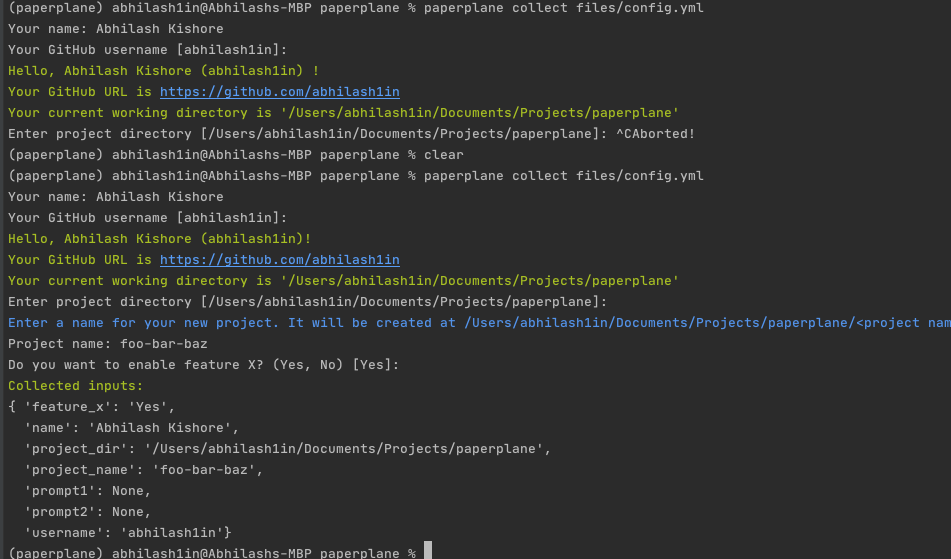 (paperplane) abhilash1in@Abhilashs-MBP paperplane % paperplane collect files/config.yml
Your name: Abhilash Kishore
Your GitHub username [abhilash1in]:
Hello, Abhilash Kishore (abhilash1in) !
Your GitHub URL is https://github.com/abhilash1in
Your current working directory is '/Users/abhilash1in/Documents/Projects/paperplane'
Enter project directory [/Users/abhilash1in/Documents/Projects/paperplane]: ^CAborted!
(paperplane) abhilash1in@Abhilashs-MBP paperplane % clear
(paperplane) abhilash1in@Abhilashs-MBP paperplane % paperplane collect files/config.yml
Your name: Abhilash Kishore
Your GitHub username [abhilash1in]:
Hello, Abhilash Kishore (abhilash1in)!
Your GitHub URL is https://github.com/abhilash1in
Your current working directory is '/Users/abhilash1in/Documents/Projects/paperplane'
Enter project directory [/Users/abhilash1in/Documents/Projects/paperplane]:
Enter a name for your new project. It will be created at /Users/abhilash1in/Documents/Projects/paperplane/<project nam
Project name: foo-bar-baz
Do you want to enable feature X? (Yes, No) [Yes]:
Collected inputs:
{ 'feature_x': 'Yes',
  'name': 'Abhilash Kishore',
  'project_dir': '/Users/abhilash1in/Documents/Projects/paperplane',
  'project_name': 'foo-bar-baz',
  'prompt1': None,
  'prompt2': None,
  'username': 'abhilash1in'}
(paperplane) abhilash1in@Abhilashs-MBP paperplane %